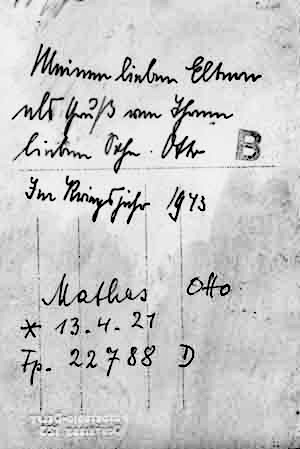 Meinen lieben Eltern
als Gruß von Ihrem
lieben Sohn. Otto
B
Im Kriegsjahr 1943
Mathas Otto
* 13.4.21
Fp. 22788 D